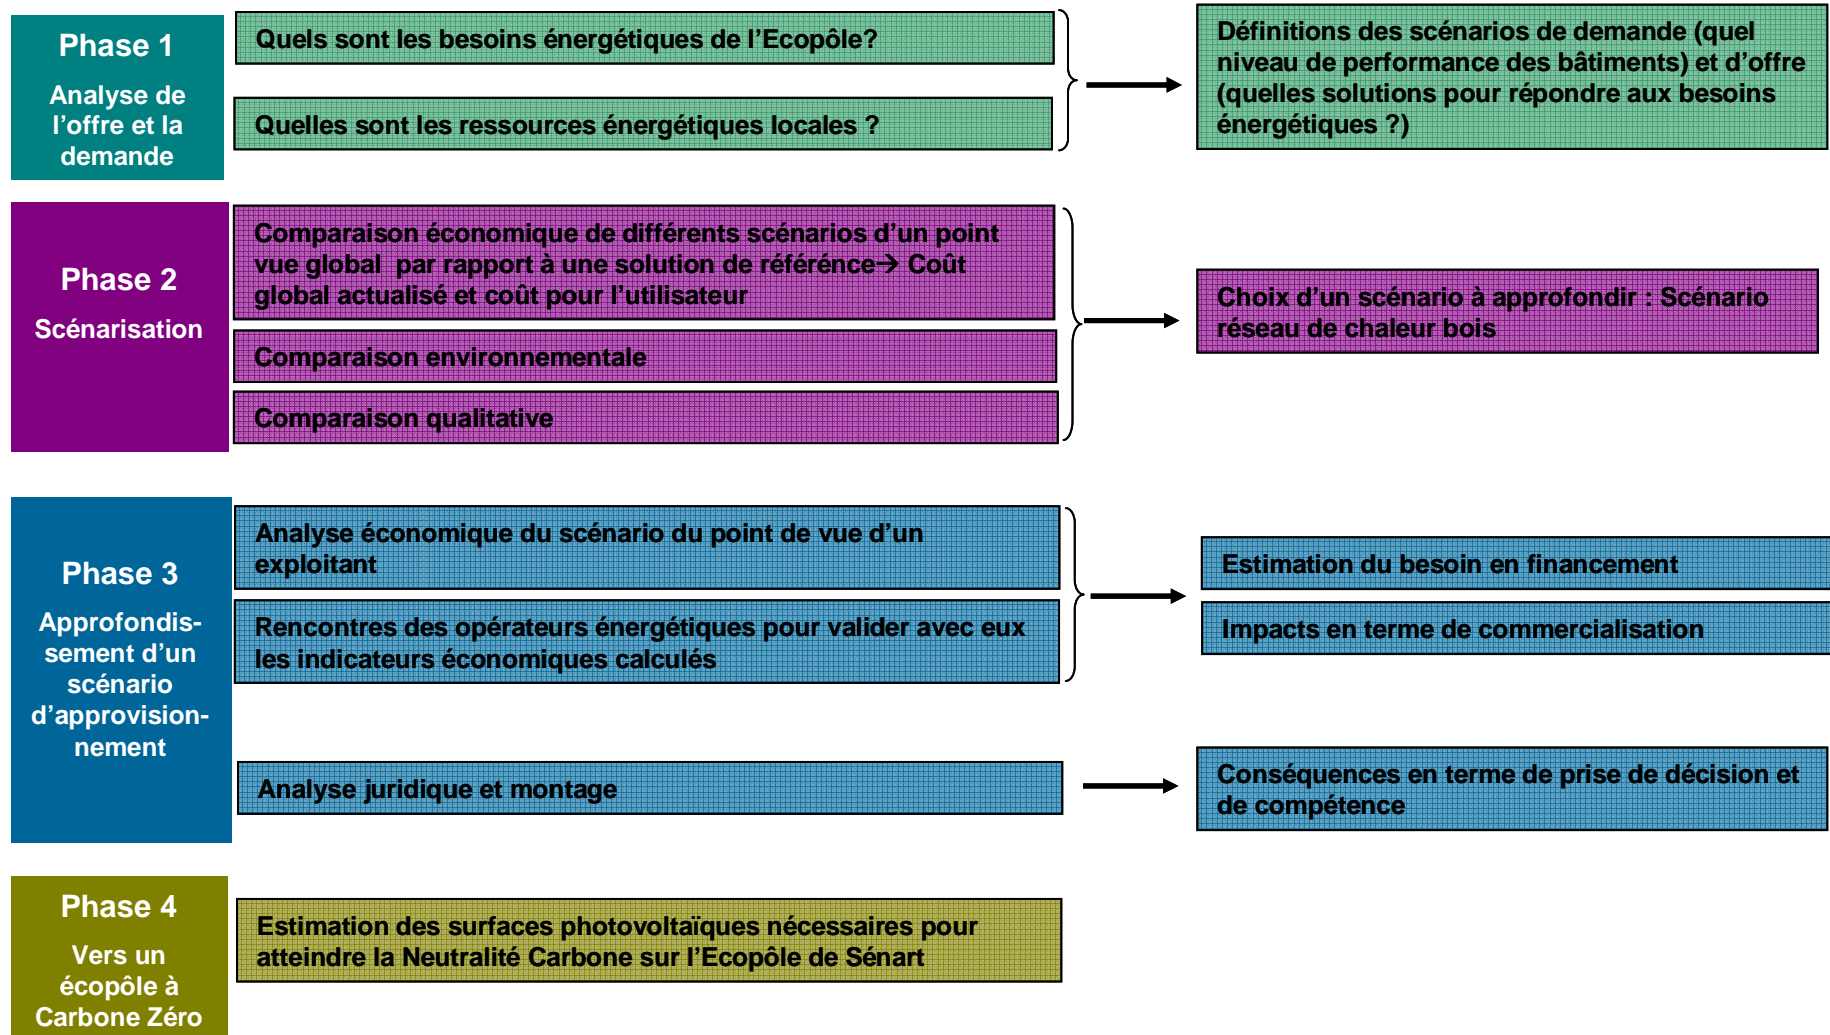 Phase 1
Analyse de
l’offre et la
demande
Quels sont les besoins énergétiques de l’Ecopôle?
Quelles sont les ressources énergétiques locales ?
Définitions des scénarios de demande (quel
niveau de performance des bâtiments) et d’offre
(quelles solutions pour répondre aux besoins
énergétiques ?)
Phase 2
Scénarisation
Comparaison économique de différents scénarios d’un point
vue global par rapport à une solution de référénce→ Coût
global actualisé et coût pour l’utilisateur
Comparaison environnementale
Comparaison qualitative
Choix d’un scénario à approfondir : Scénario
réseau de chaleur bois
Phase 3
Approfondis-
sement d’un
scénario
d’approvision-
nement
Analyse économique du scénario du point de vue d’un
exploitant
Rencontres des opérateurs énergétiques pour valider avec eux
les indicateurs économiques calculés
Estimation du besoin en financement
Impacts en terme de commercialisation
Analyse juridique et montage
Conséquences en terme de prise de décision et
de compétence
Phase 4
Vers un
écopôle à
Carbone Zéro
Estimation des surfaces photovoltaïques nécessaires pour
atteindre la Neutralité Carbone sur l’Ecopôle de Sénart